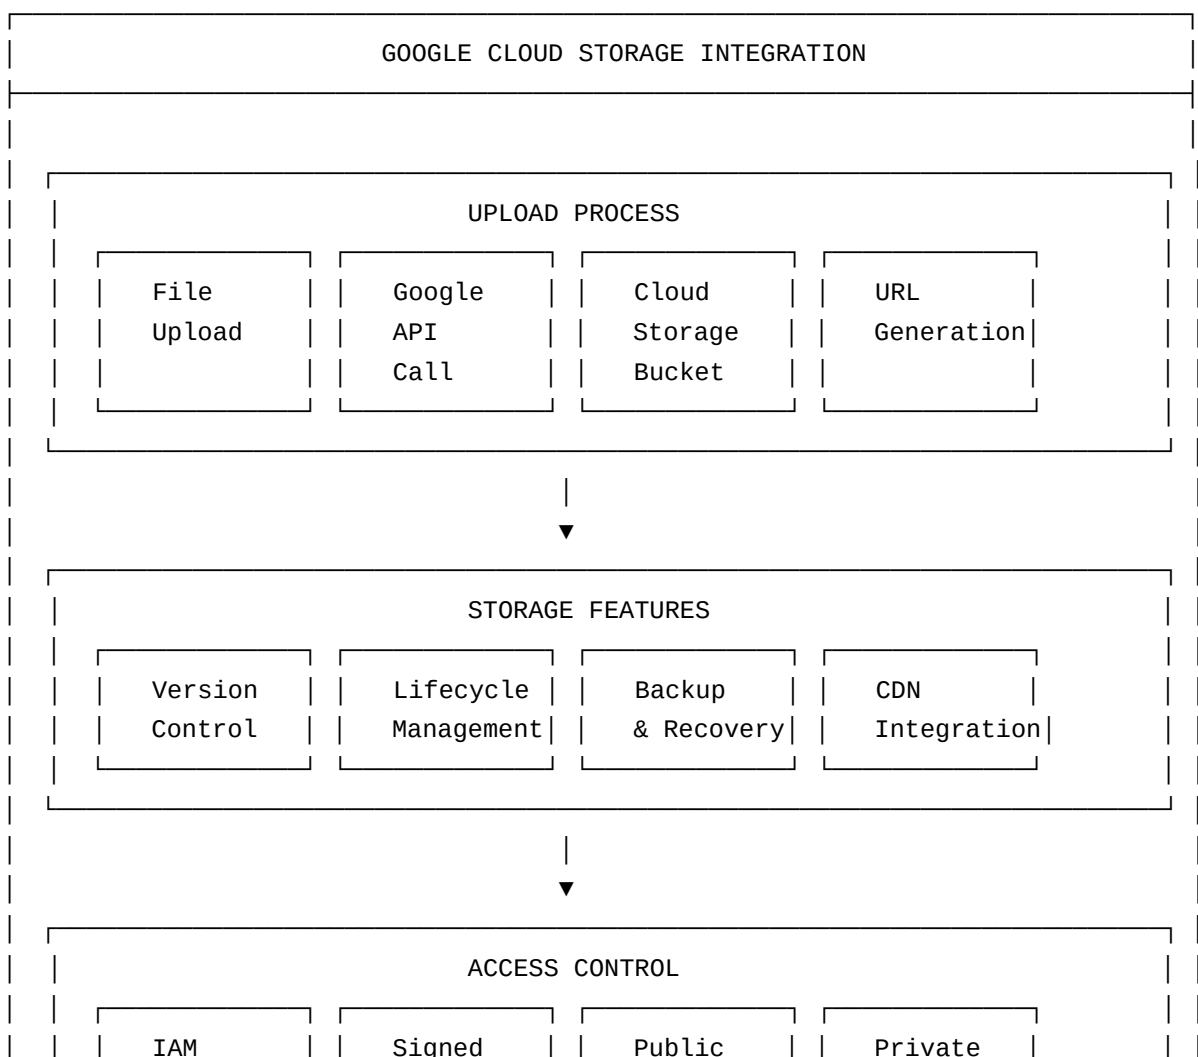 GOOGLE CLOUD STORAGE INTEGRATION
UPLOAD PROCESS
File Google Cloud URL
Upload API Storage Generation
Call Bucket
STORAGE FEATURES
Version Lifecycle Backup CDN
Control Management & Recovery Integration
ACCESS CONTROL
IAM Signed Public Private